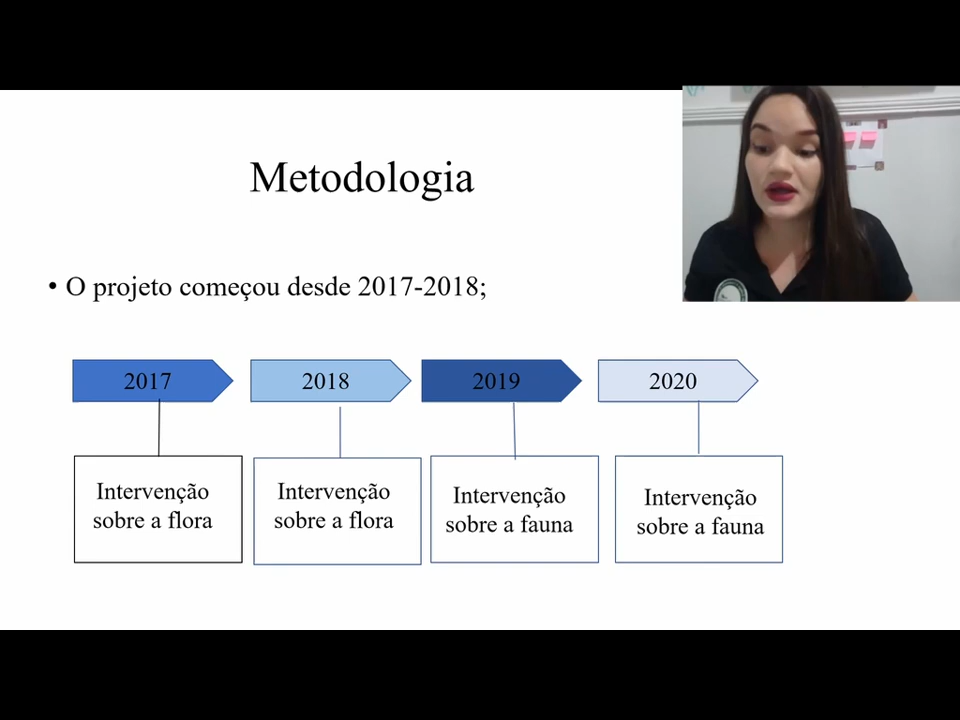 Metodologia
• O projeto começou desde 2017-2018;
2017
2018
2019
2020
Intervenção
sobre a flora
Intervenção
sobre a flora
Intervenção
sobre a fauna
Intervenção
sobre a fauna